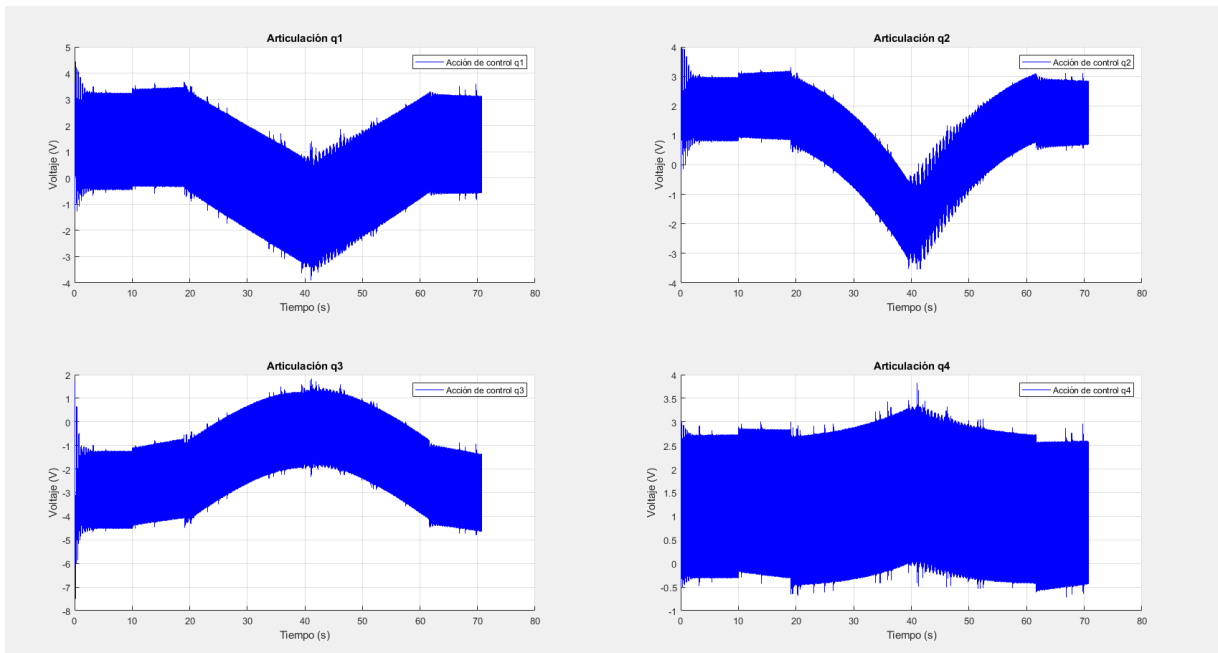 Articulación q1
Acción de control q1
Voltaje (V)
5
4
3
2
1
0
-1
-2
-3
-4
0 10 20 30 40 50 60 70 80
Tiempo (s)
Articulación q2
Acción de control q2
Voltaje (V)
4
3
2
1
0
-1
-2
-3
-4
0 10 20 30 40 50 60 70 80
Tiempo (s)
Articulación q3
Acción de control q3
Voltaje (V)
2
1
0
-1
-2
-3
-4
-5
-6
-7
-8
0 10 20 30 40 50 60 70 80
Tiempo (s)
Articulación q4
Acción de control q4
Voltaje (V)
4
3.5
3
2.5
2
1.5
1
0.5
0
-0.5
-1
0 10 20 30 40 50 60 70 80
Tiempo (s)